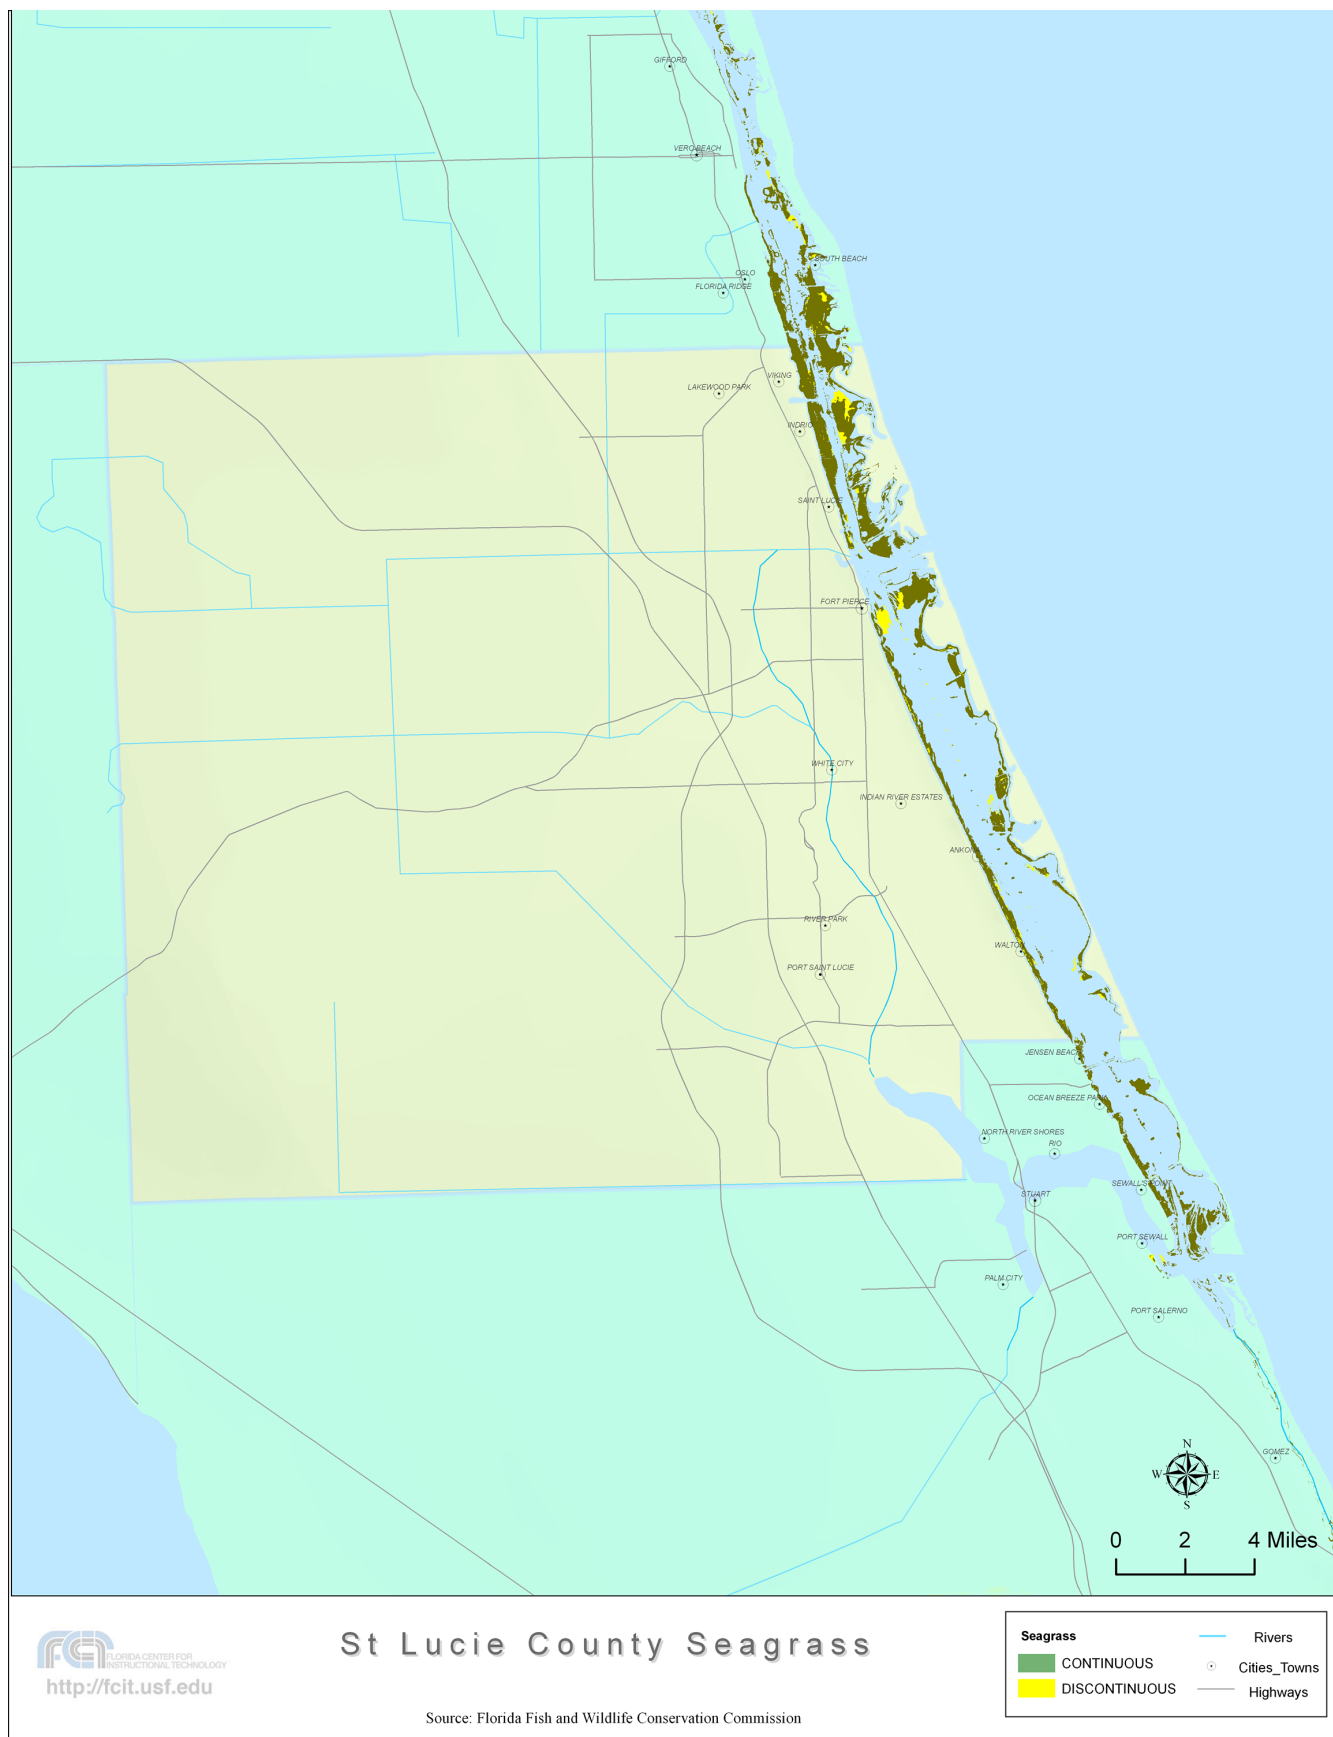 GIFFORD
VERO BEACH
SOUTH BEACH
OSLO
FLORIDA RIDGE
VIKING
LAKEWOOD PARK
INDRIO
SAINT LUCIE
FORT PIERCE
WHITE CITY
INDIAN RIVER ESTATES
ANKONA
RIVER PARK
WALTON
PORT SAINT LUCIE
JENSEN BEACH
OCEAN BREEZE PARK
NORTH RIVER SHORES
RIO
SEWALL'S POINT
STUART
PORT SEWALL
PALM CITY
PORT SALERNO
GOMEZ
N
W E
S
0 2 4 Miles
St Lucie County Seagrass
FLORIDA CENTER FOR
INSTRUCTIONAL TECHNOLOGY
http://fcit.usf.edu
Source: Florida Fish and Wildlife Conservation Commission
Seagrass
CONTINUOUS
DISCONTINUOUS
Rivers
Cities_Towns
Highways